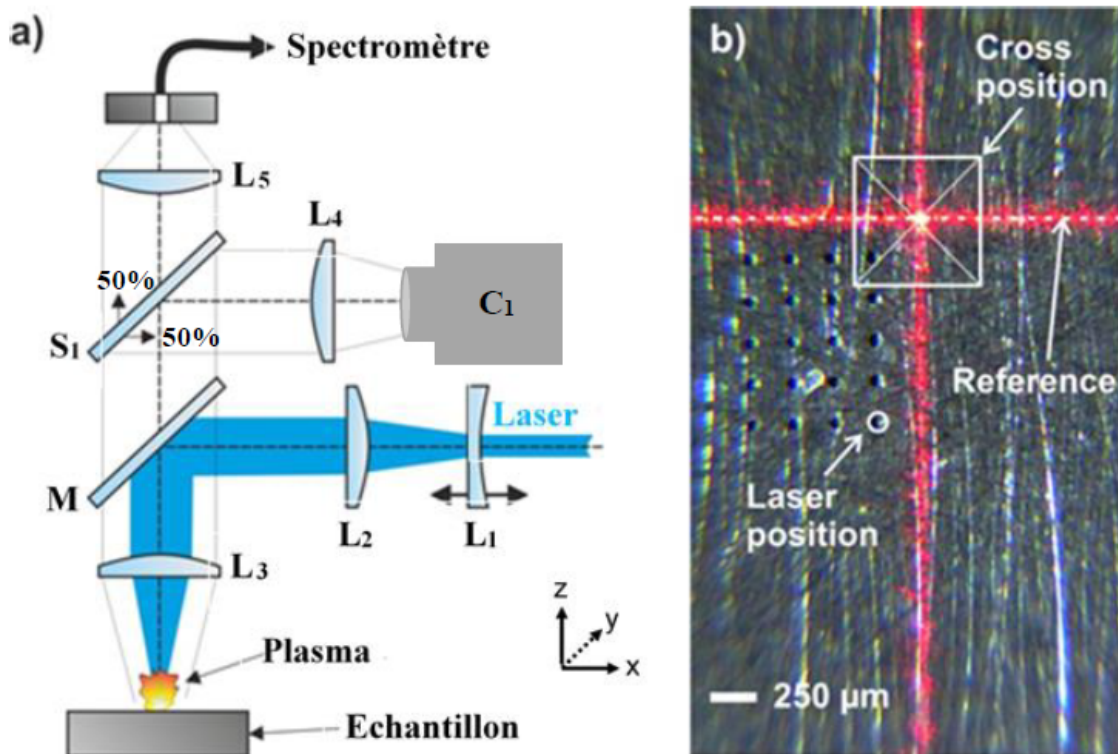 a)
Spectromètre
L5
L4
50%
50%
S1
C1
Laser
M
L2
L1
L3
Plasma
Echantillon
z
y
x
b)
Cross
position
Reference
Laser
position
250 µm